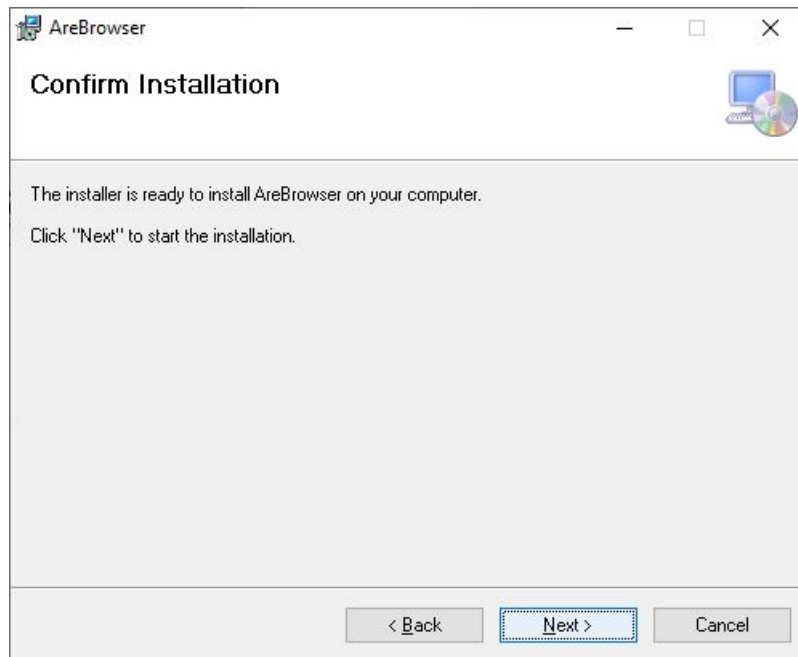 AreBrowser
Confirm Installation
The installer is ready to install AreBrowser on your computer.
Click "Next" to start the installation.
< Back
Next >
Cancel